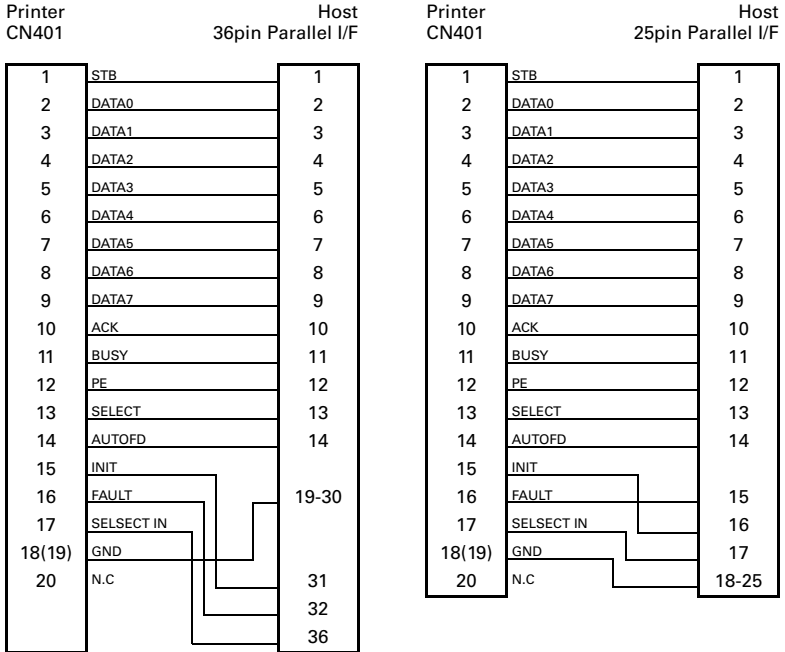 Printer Host
CN401 36pin Parallel I/F
1 STB 1
2 DATA0 2
3 DATA1 3
4 DATA2 4
5 DATA3 5
6 DATA4 6
7 DATA5 7
8 DATA6 8
9 DATA7 9
10 ACK 10
11 BUSY 11
12 PE 12
13 SELECT 13
14 AUTOFD 14
15 INIT
16 FAULT 19-30
17 SELSECT IN
18(19) GND
20 N.C 31
32
36
Printer Host
CN401 25pin Parallel I/F
1 STB 1
2 DATA0 2
3 DATA1 3
4 DATA2 4
5 DATA3 5
6 DATA4 6
7 DATA5 7
8 DATA6 8
9 DATA7 9
10 ACK 10
11 BUSY 11
12 PE 12
13 SELECT 13
14 AUTOFD 14
15 INIT
16 FAULT 15
17 SELSECT IN 16
18(19) GND 17
20 N.C 18-25